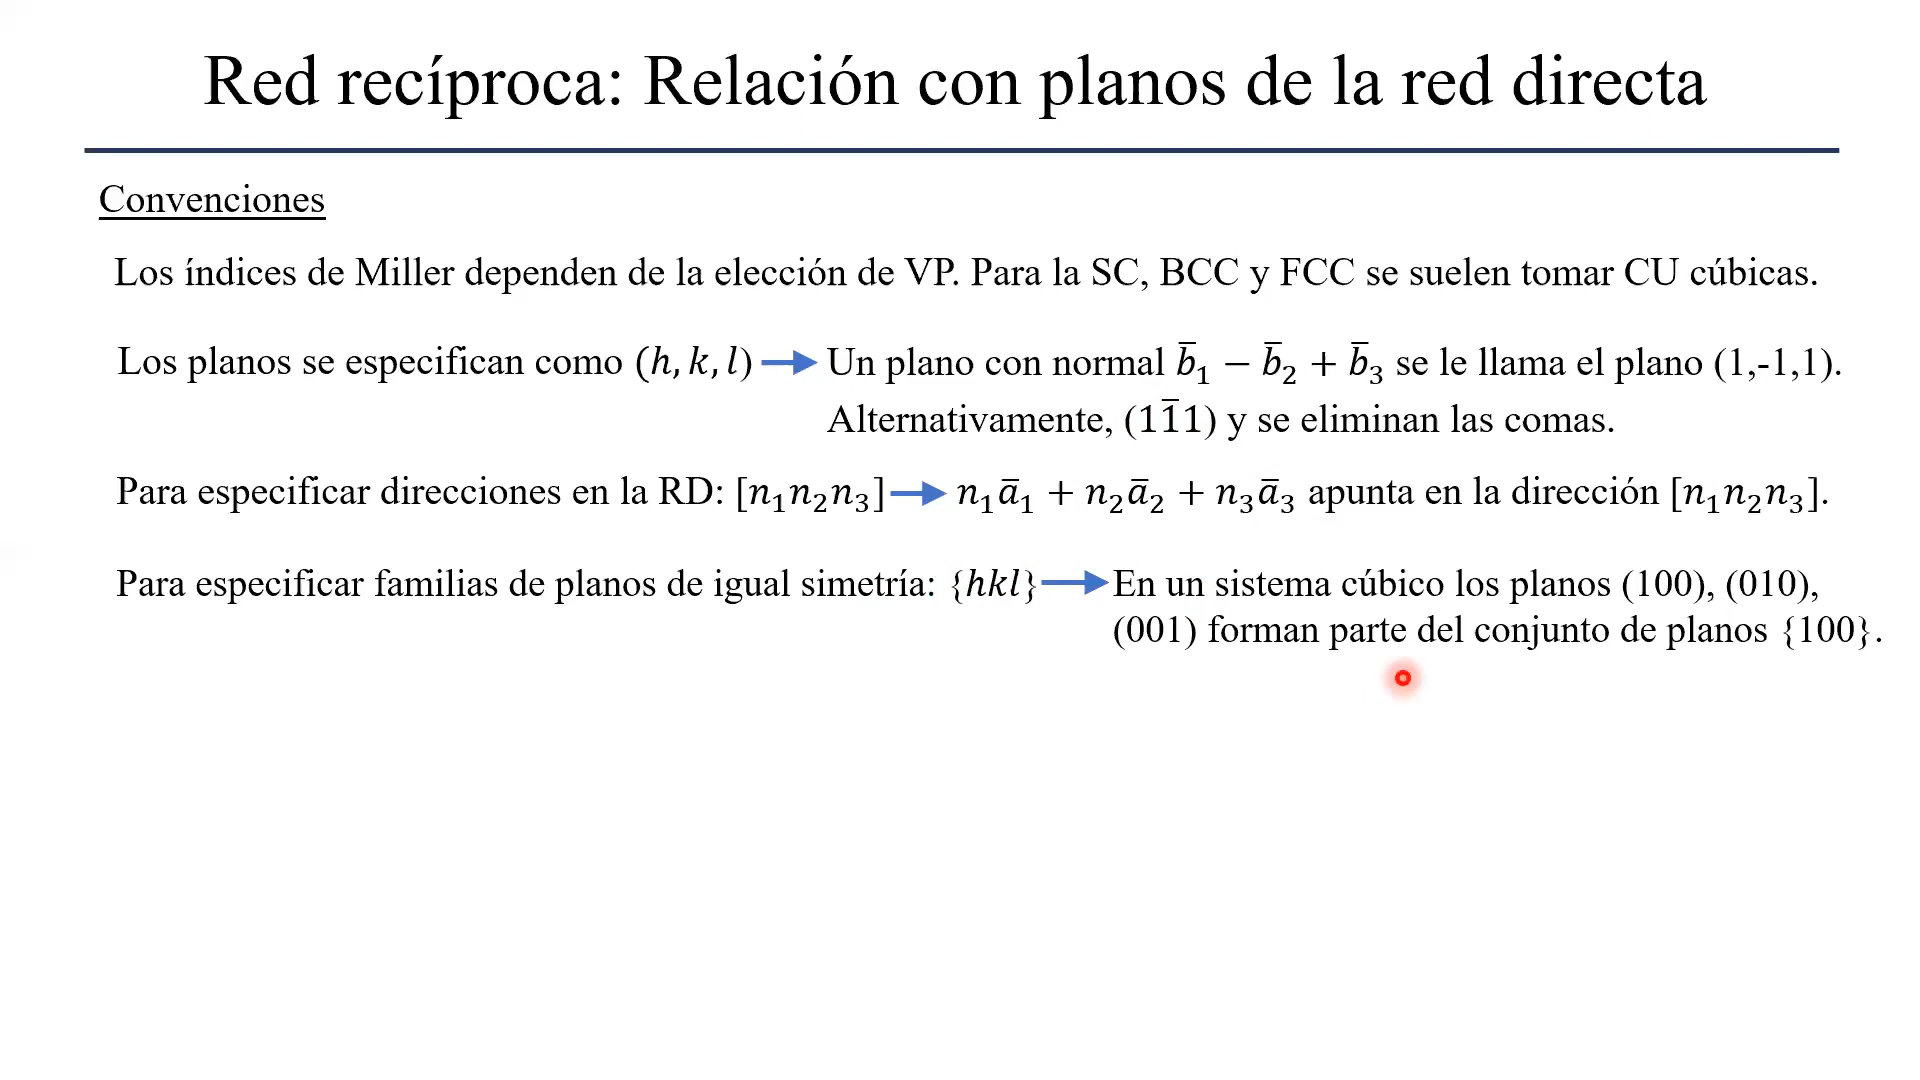 Red recíproca: Relación con planos de la red directa
Convenciones
Los índices de Miller dependen de la elección de VP. Para la SC, BCC y FCC se suelen tomar CU cúbicas.
Los planos se especifican como (h, k, l) → Un plano con normal b̄₁ − b̄₂ + b̄₃ se le llama el plano (1,-1,1).
Alternativamente, (11̄1) y se eliminan las comas.
Para especificar direcciones en la RD: [n₁n₂n₃] → n₁ā₁ + n₂ā₂ + n₃ā₃ apunta en la dirección [n₁n₂n₃].
Para especificar familias de planos de igual simetría: {hkl} → En un sistema cúbico los planos (100), (010),
(001) forman parte del conjunto de planos {100}.